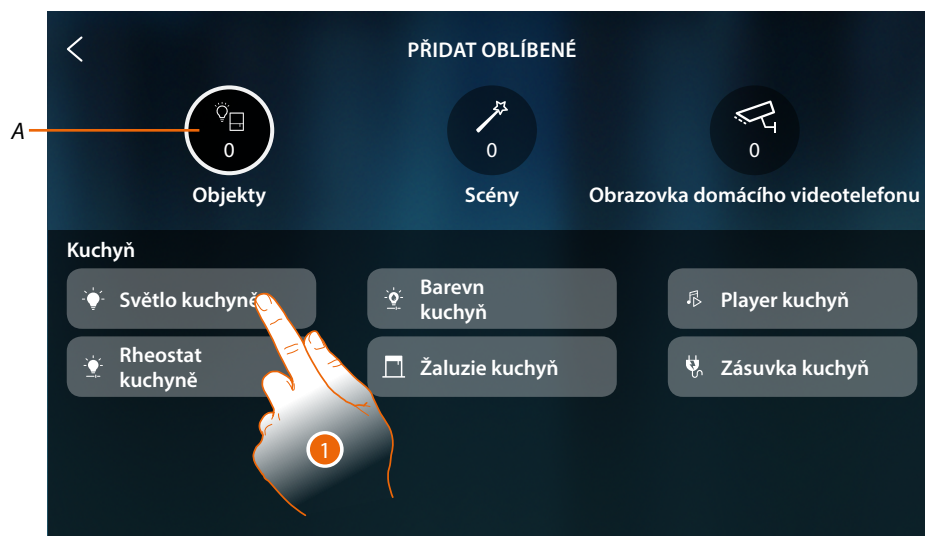 PŘIDAT OBLÍBENÉ
A
0
0
0
Objekty
Scény
Obrazovka domácího videotelefonu
Kuchyň
Světlo kuchyně
Barevn
kuchyň
Player kuchyň
Rheostat
kuchyně
Žaluzie kuchyň
Zásuvka kuchyň
1